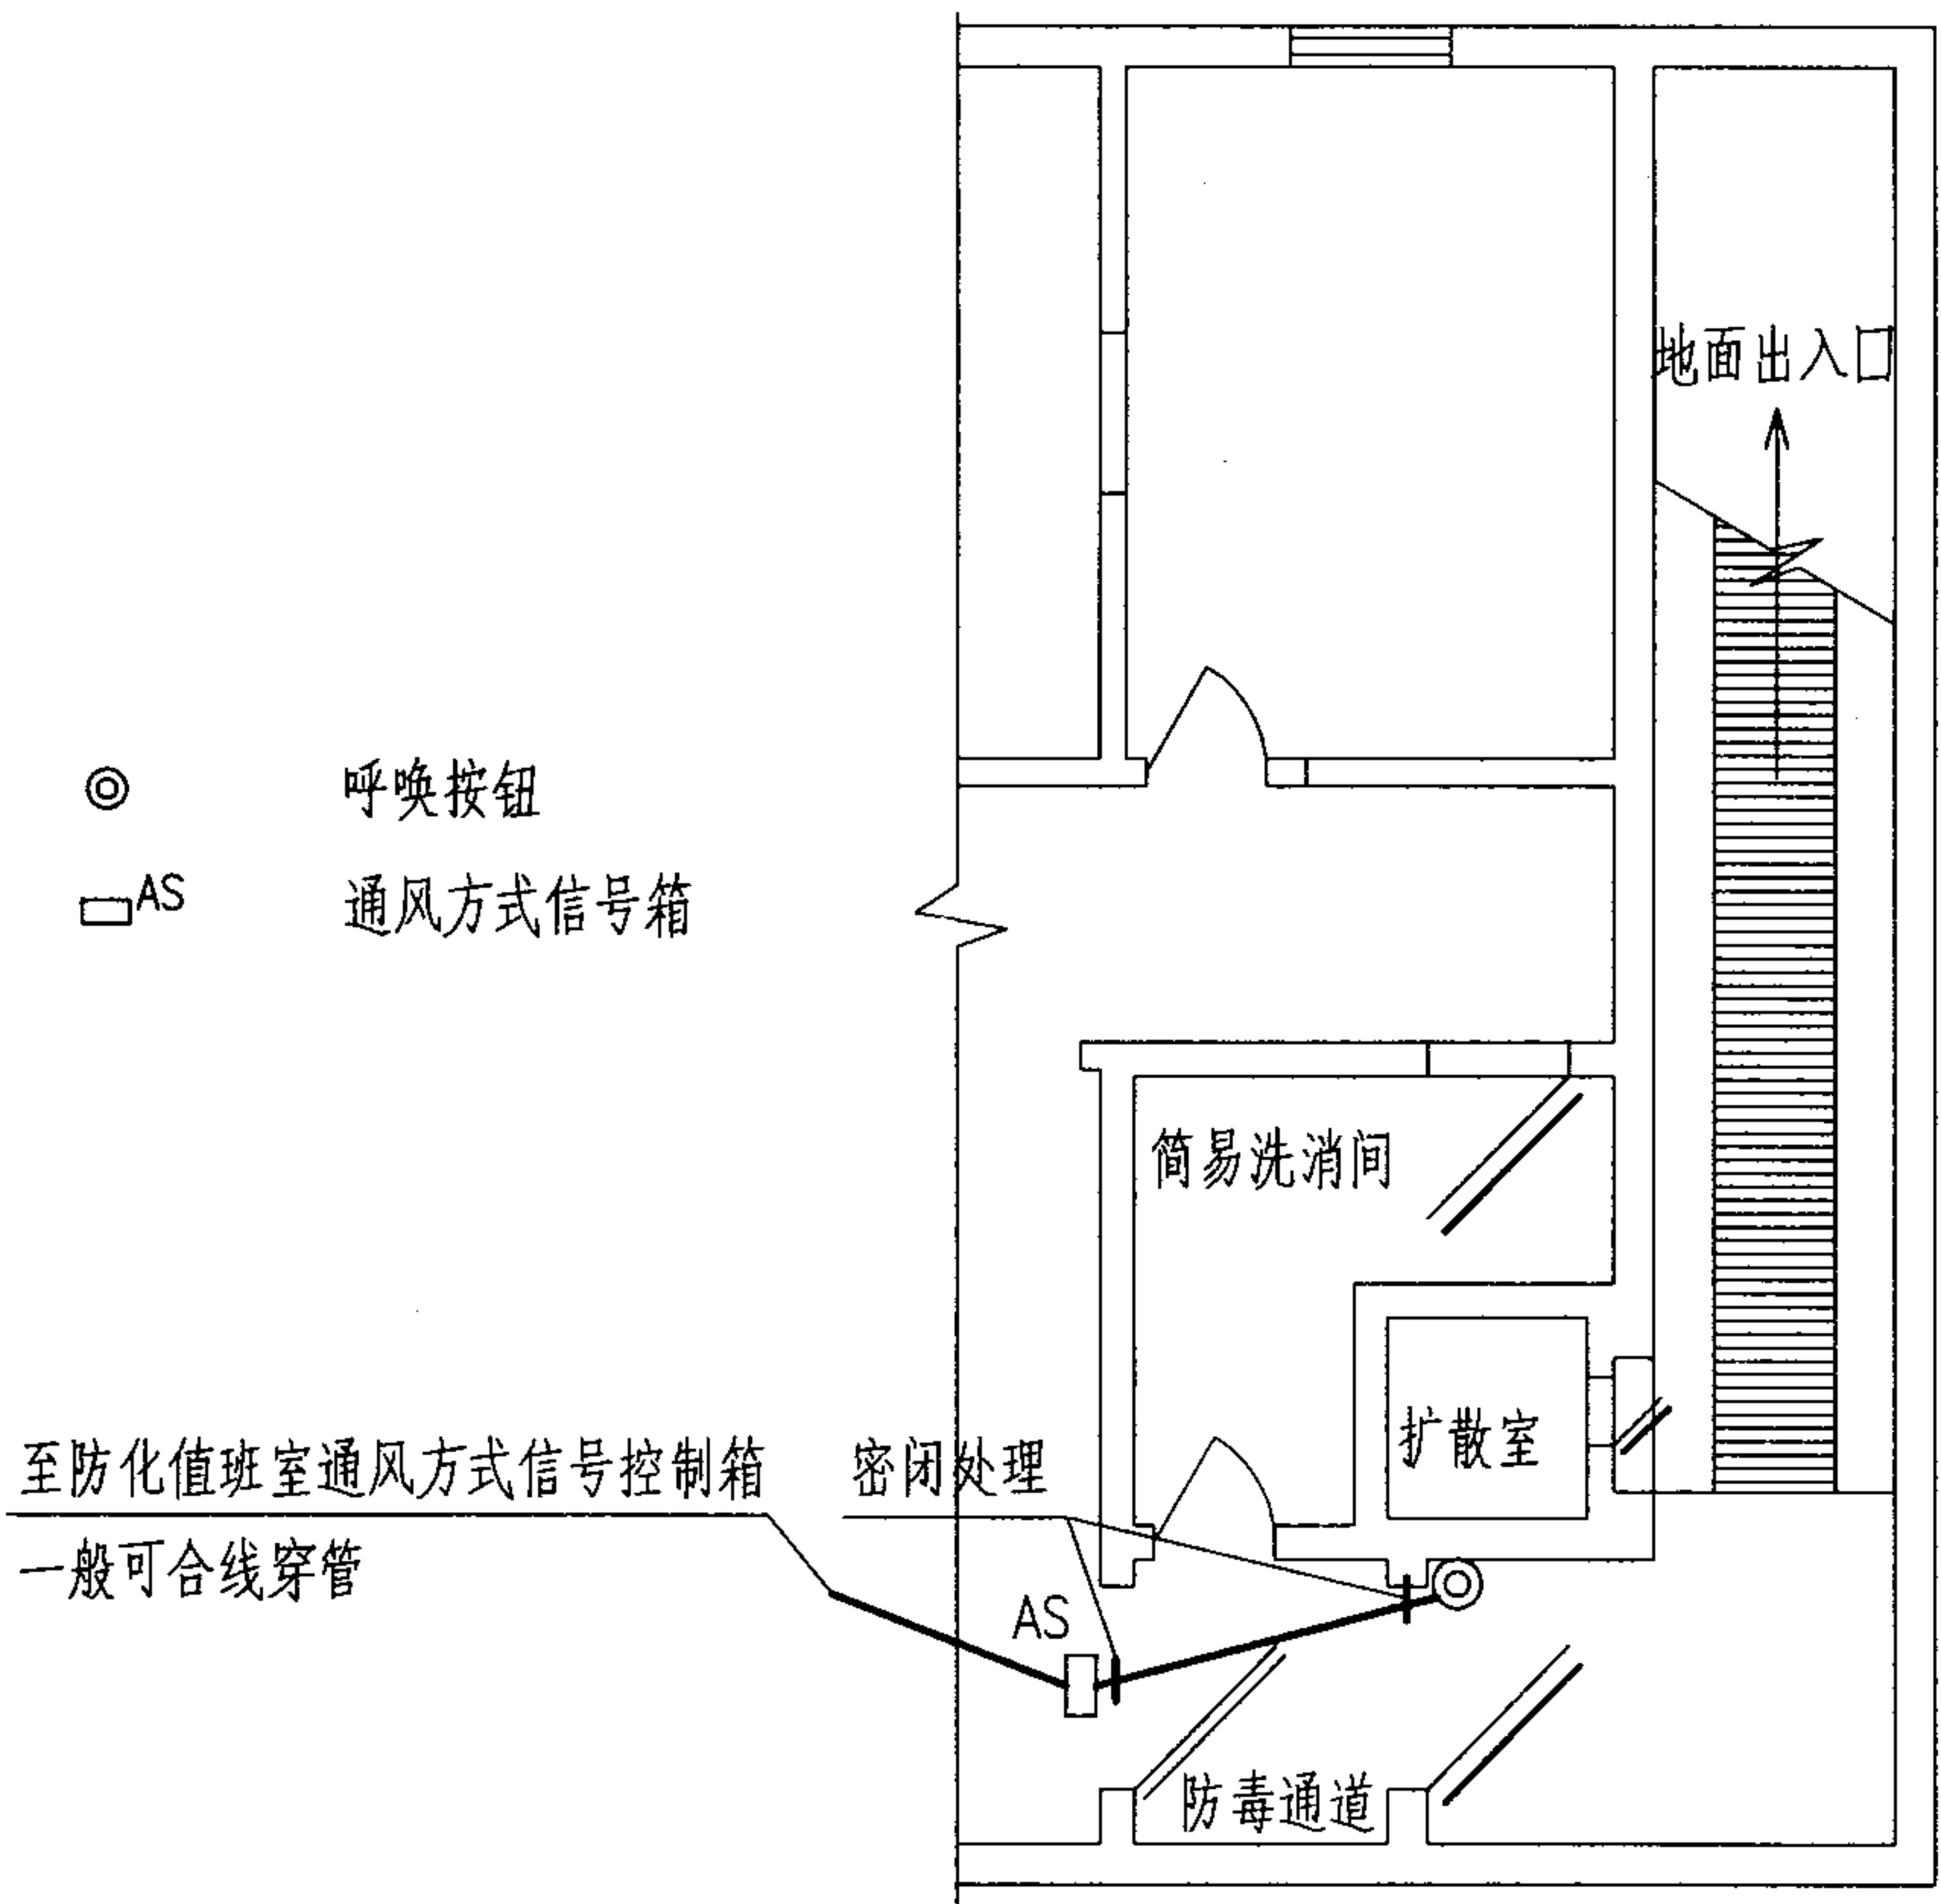 地面出入口
呼唤按钮
AS 通风方式信号箱
简易洗消间
扩散室
至防化值班室通风方式信号控制箱
一般可合线穿管
密闭处理
AS
防毒通道